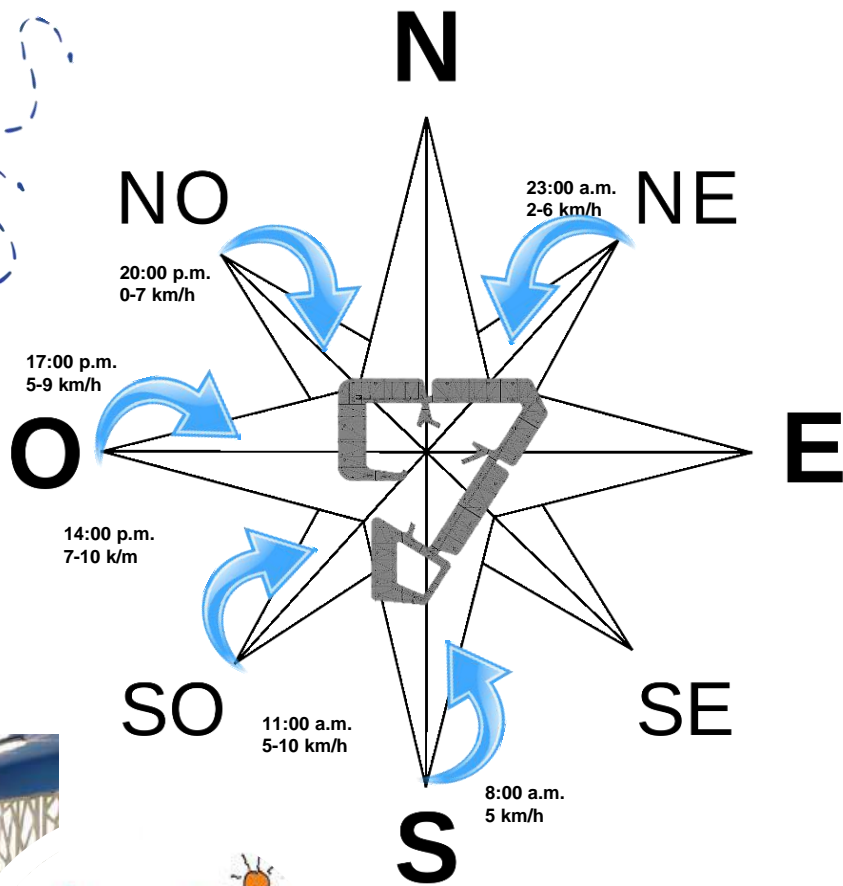 N
NO
NE
23:00 a.m.
2-6 km/h
20:00 p.m.
0-7 km/h
17:00 p.m.
5-9 km/h
O
E
14:00 p.m.
7-10 k/m
SO
SE
11:00 a.m.
5-10 km/h
8:00 a.m.
5 km/h
S